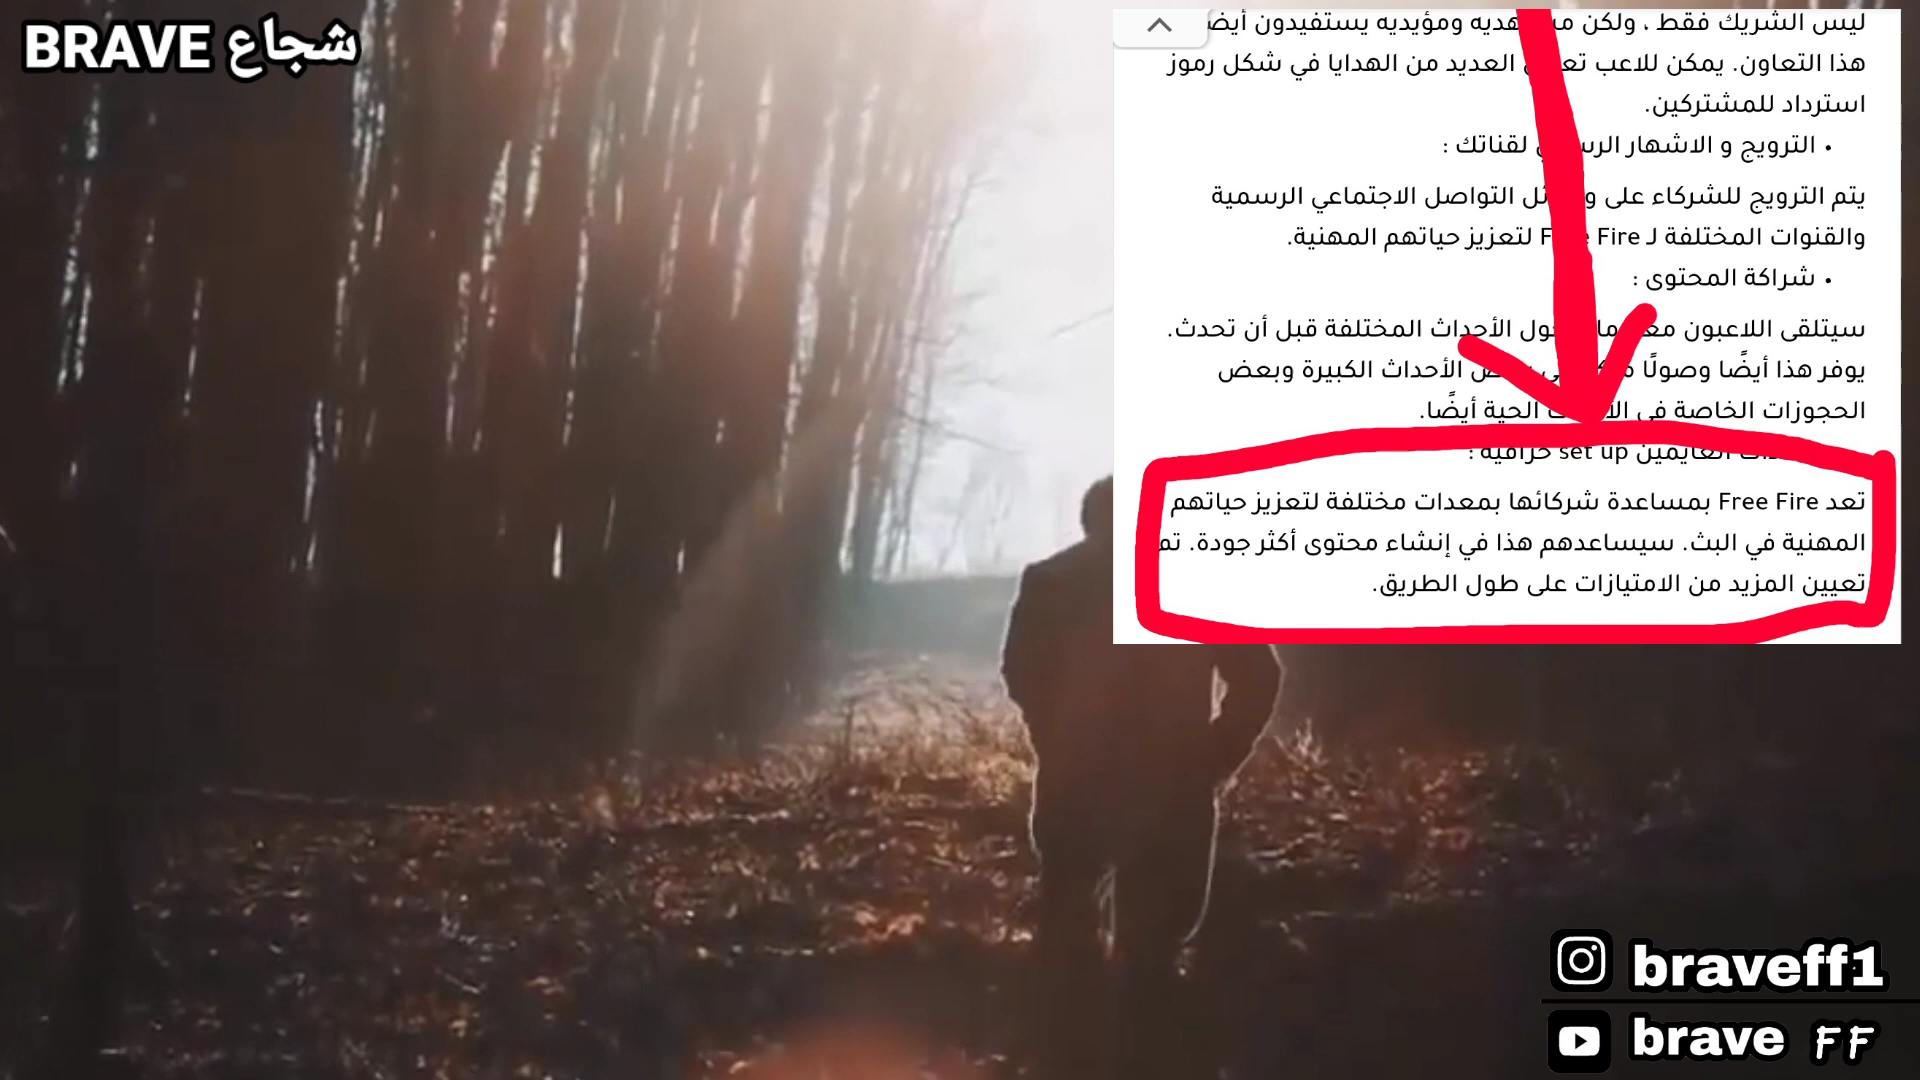 BRAVE شجاع
ليس الشريك فقط ، ولكن ومؤيديه يستفيدون
هذا التعاون. يمكن للاعب العديد من الهدايا في شكل رموز
استرداد للمشتركين.
• الترويج و الاشهار لقناتك :
يتم الترويج للشركاء على التواصل الاجتماعي الرسمية
والقنوات المختلفة لـ Fire لتعزيز حياتهم المهنية.
• شراكة المحتوى :
سيتلقى اللاعبون الأحداث المختلفة قبل أن تحدث.
يوفر هذا أيضًا وصولًا الأحداث الكبيرة وبعض
الحجوزات الخاصة في الحية أيضًا.
set up خرافية :
تعد Free Fire بمساعدة شركائها بمعدات مختلفة لتعزيز حياتهم
المهنية في البث. سيساعدهم هذا في إنشاء محتوى أكثر جودة. تم
تعيين المزيد من الامتيازات على طول الطريق.
braveff1
brave FF